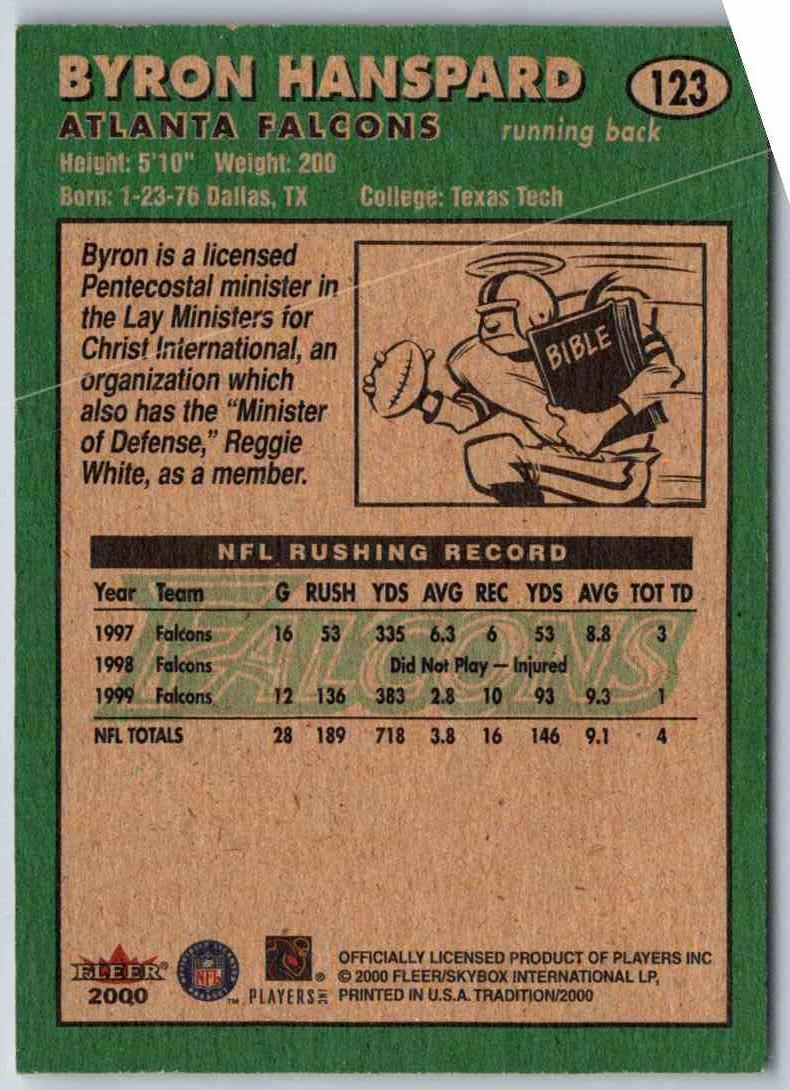 BYRON HANSPARD 123
ATLANTA FALCONS running back
Height: 5'10" Weight: 200
Born: 1-23-76 Dallas, TX College: Texas Tech
Byron is a licensed
Pentecostal minister in
the Lay Ministers for
Christ International, an
organization which
also has the "Minister
of Defense," Reggie
White, as a member.
BIBLE
NFL RUSHING RECORD
FALCONS
Year Team G RUSH YDS AVG REC YDS AVG TOT TD
1997 Falcons 16 53 335 6.3 6 53 8.8 3
1998 Falcons Did Not Play — Injured
1999 Falcons 12 136 383 2.8 10 93 9.3 1
NFL TOTALS 28 189 718 3.8 16 146 9.1 4
FLEER®
2000
NFL
™
PLAYERS INC ®
OFFICIALLY LICENSED PRODUCT OF PLAYERS INC
© 2000 FLEER/SKYBOX INTERNATIONAL LP,
PRINTED IN U.S.A. TRADITION/2000